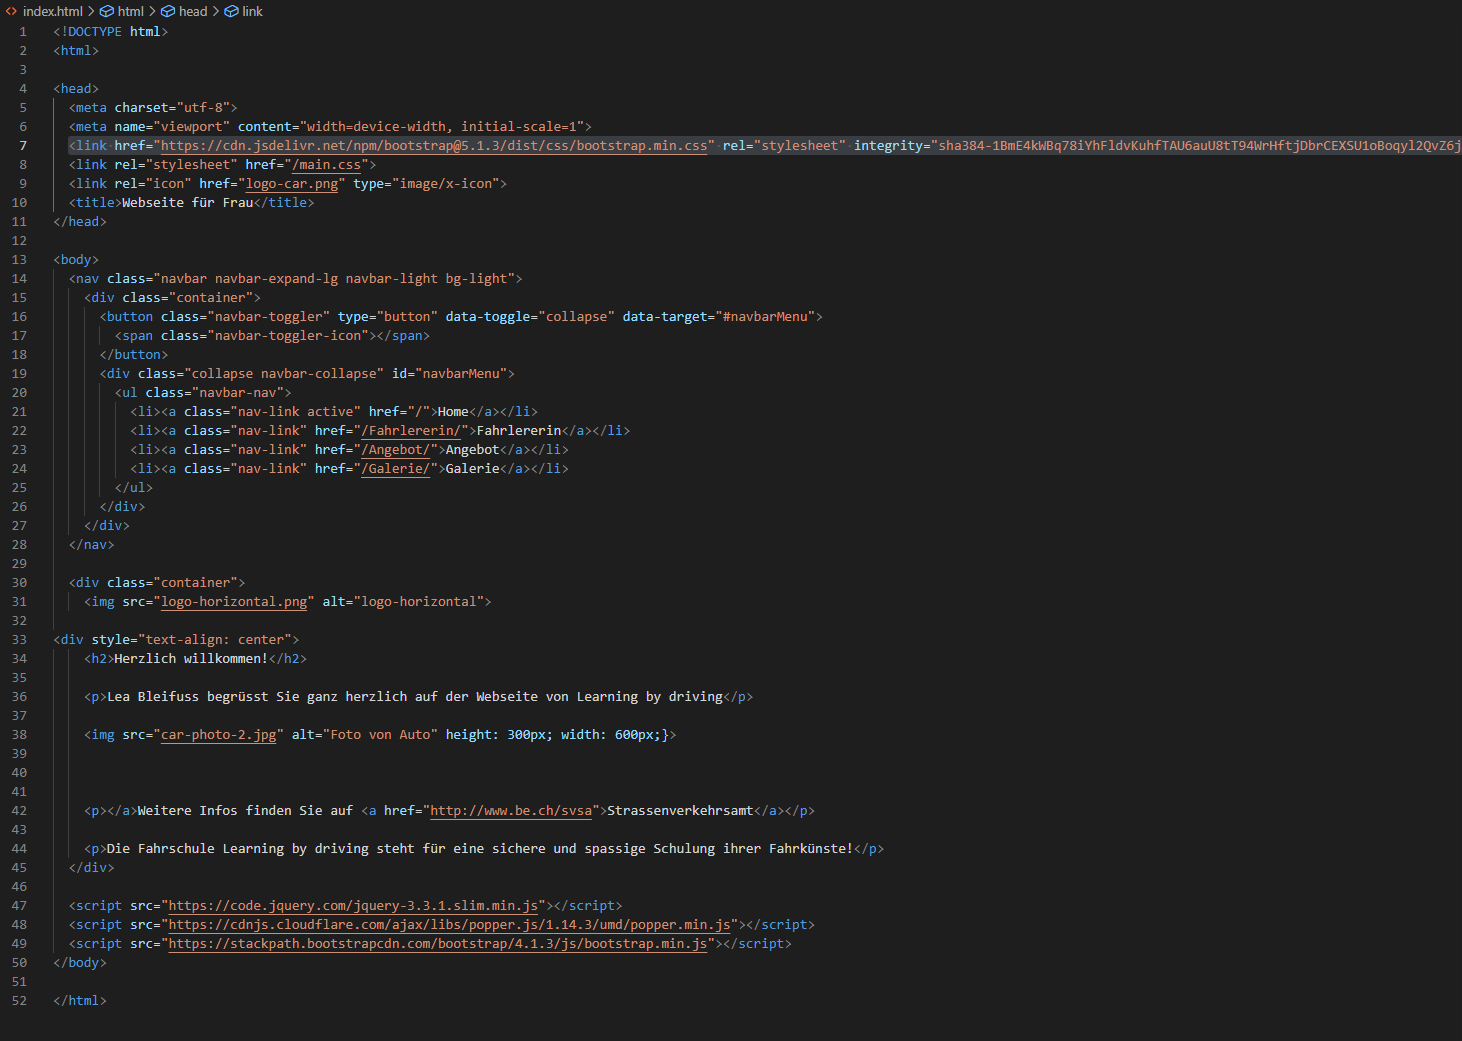 index.html > html > head > link
1 <!DOCTYPE html>
2 <html>
3
4 <head>
5 <meta charset="utf-8">
6 <meta name="viewport" content="width=device-width, initial-scale=1">
7 <link href="https://cdn.jsdelivr.net/npm/bootstrap@5.1.3/dist/css/bootstrap.min.css" rel="stylesheet" integrity="sha384-1BmE4kWBq78iYhFldvKuhfTAU6auU8tT94WrHftjDbrCEXSU1oBoqyl2QvZ6j
8 <link rel="stylesheet" href="/main.css">
9 <link rel="icon" href="logo-car.png" type="image/x-icon">
10 <title>Webseite für Frau</title>
11 </head>
12
13 <body>
14 <nav class="navbar navbar-expand-lg navbar-light bg-light">
15 <div class="container">
16 <button class="navbar-toggler" type="button" data-toggle="collapse" data-target="#navbarMenu">
17 <span class="navbar-toggler-icon"></span>
18 </button>
19 <div class="collapse navbar-collapse" id="navbarMenu">
20 <ul class="navbar-nav">
21 <li><a class="nav-link active" href="/">Home</a></li>
22 <li><a class="nav-link" href="/Fahrlererin/">Fahrlererin</a></li>
23 <li><a class="nav-link" href="/Angebot/">Angebot</a></li>
24 <li><a class="nav-link" href="/Galerie/">Galerie</a></li>
25 </ul>
26 </div>
27 </div>
28 </nav>
29
30 <div class="container">
31 <img src="logo-horizontal.png" alt="logo-horizontal">
32
33 <div style="text-align: center">
34 <h2>Herzlich willkommen!</h2>
35
36 <p>Lea Bleifuss begrüsst Sie ganz herzlich auf der Webseite von Learning by driving</p>
37
38 <img src="car-photo-2.jpg" alt="Foto von Auto" height: 300px; width: 600px;}>
39
40
41
42 <p></a>Weitere Infos finden Sie auf <a href="http://www.be.ch/svsa">Strassenverkehrsamt</a></p>
43
44 <p>Die Fahrschule Learning by driving steht für eine sichere und spassige Schulung ihrer Fahrkünste!</p>
45 </div>
46
47 <script src="https://code.jquery.com/jquery-3.3.1.slim.min.js"></script>
48 <script src="https://cdnjs.cloudflare.com/ajax/libs/popper.js/1.14.3/umd/popper.min.js"></script>
49 <script src="https://stackpath.bootstrapcdn.com/bootstrap/4.1.3/js/bootstrap.min.js"></script>
50 </body>
51
52 </html>